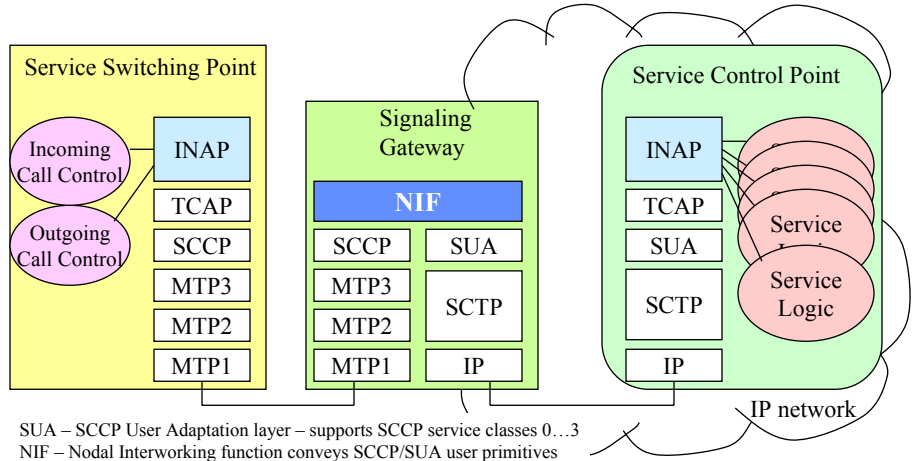 Service Switching Point
Incoming
Call Control
Outgoing
Call Control
INAP
TCAP
SCCP
MTP3
MTP2
MTP1
Signaling
Gateway
NIF
SCCP
MTP3
MTP2
MTP1
SUA
SCTP
IP
Service Control Point
INAP
TCAP
SUA
SCTP
IP
Service
Service
Logic
IP network
SUA – SCCP User Adaptation layer – supports SCCP service classes 0…3
NIF – Nodal Interworking function conveys SCCP/SUA user primitives